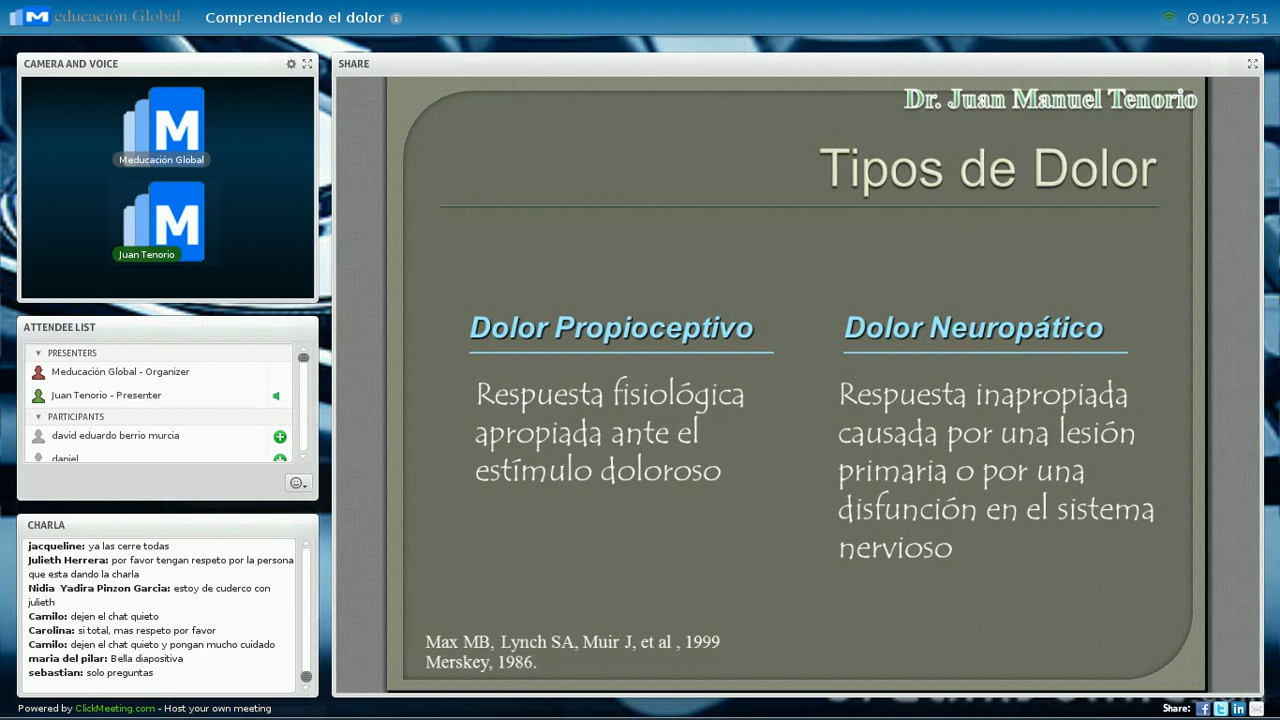 M educación Global
Comprendiendo el dolor
00:27:51
CAMERA AND VOICE
M
Meducación Global
M
Juan Tenorio
ATTENDEE LIST
PRESENTERS
Meducación Global - Organizer
Juan Tenorio - Presenter
PARTICIPANTS
david eduardo berrio murcia
daniel
CHARLA
jacqueline: ya las cerre todas
Julieth Herrera: por favor tengan respeto por la persona
que esta dando la charla
Nidia Yadira Pinzon Garcia: estoy de cuderco con
julieth
Camilo: dejen el chat quieto
Carolina: si total, mas respeto por favor
Camilo: dejen el chat quieto y pongan mucho cuidado
maria del pilar: Bella diapositiva
sebastian: solo preguntas
Powered by ClickMeeting.com - Host your own meeting
SHARE
Dr. Juan Manuel Tenorio
Tipos de Dolor
Dolor Propioceptivo
Respuesta fisiológica
apropiada ante el
estímulo doloroso
Dolor Neuropático
Respuesta inapropiada
causada por una lesión
primaria o por una
disfunción en el sistema
nervioso
Max MB, Lynch SA, Muir J, et al , 1999
Merskey, 1986.
Share: